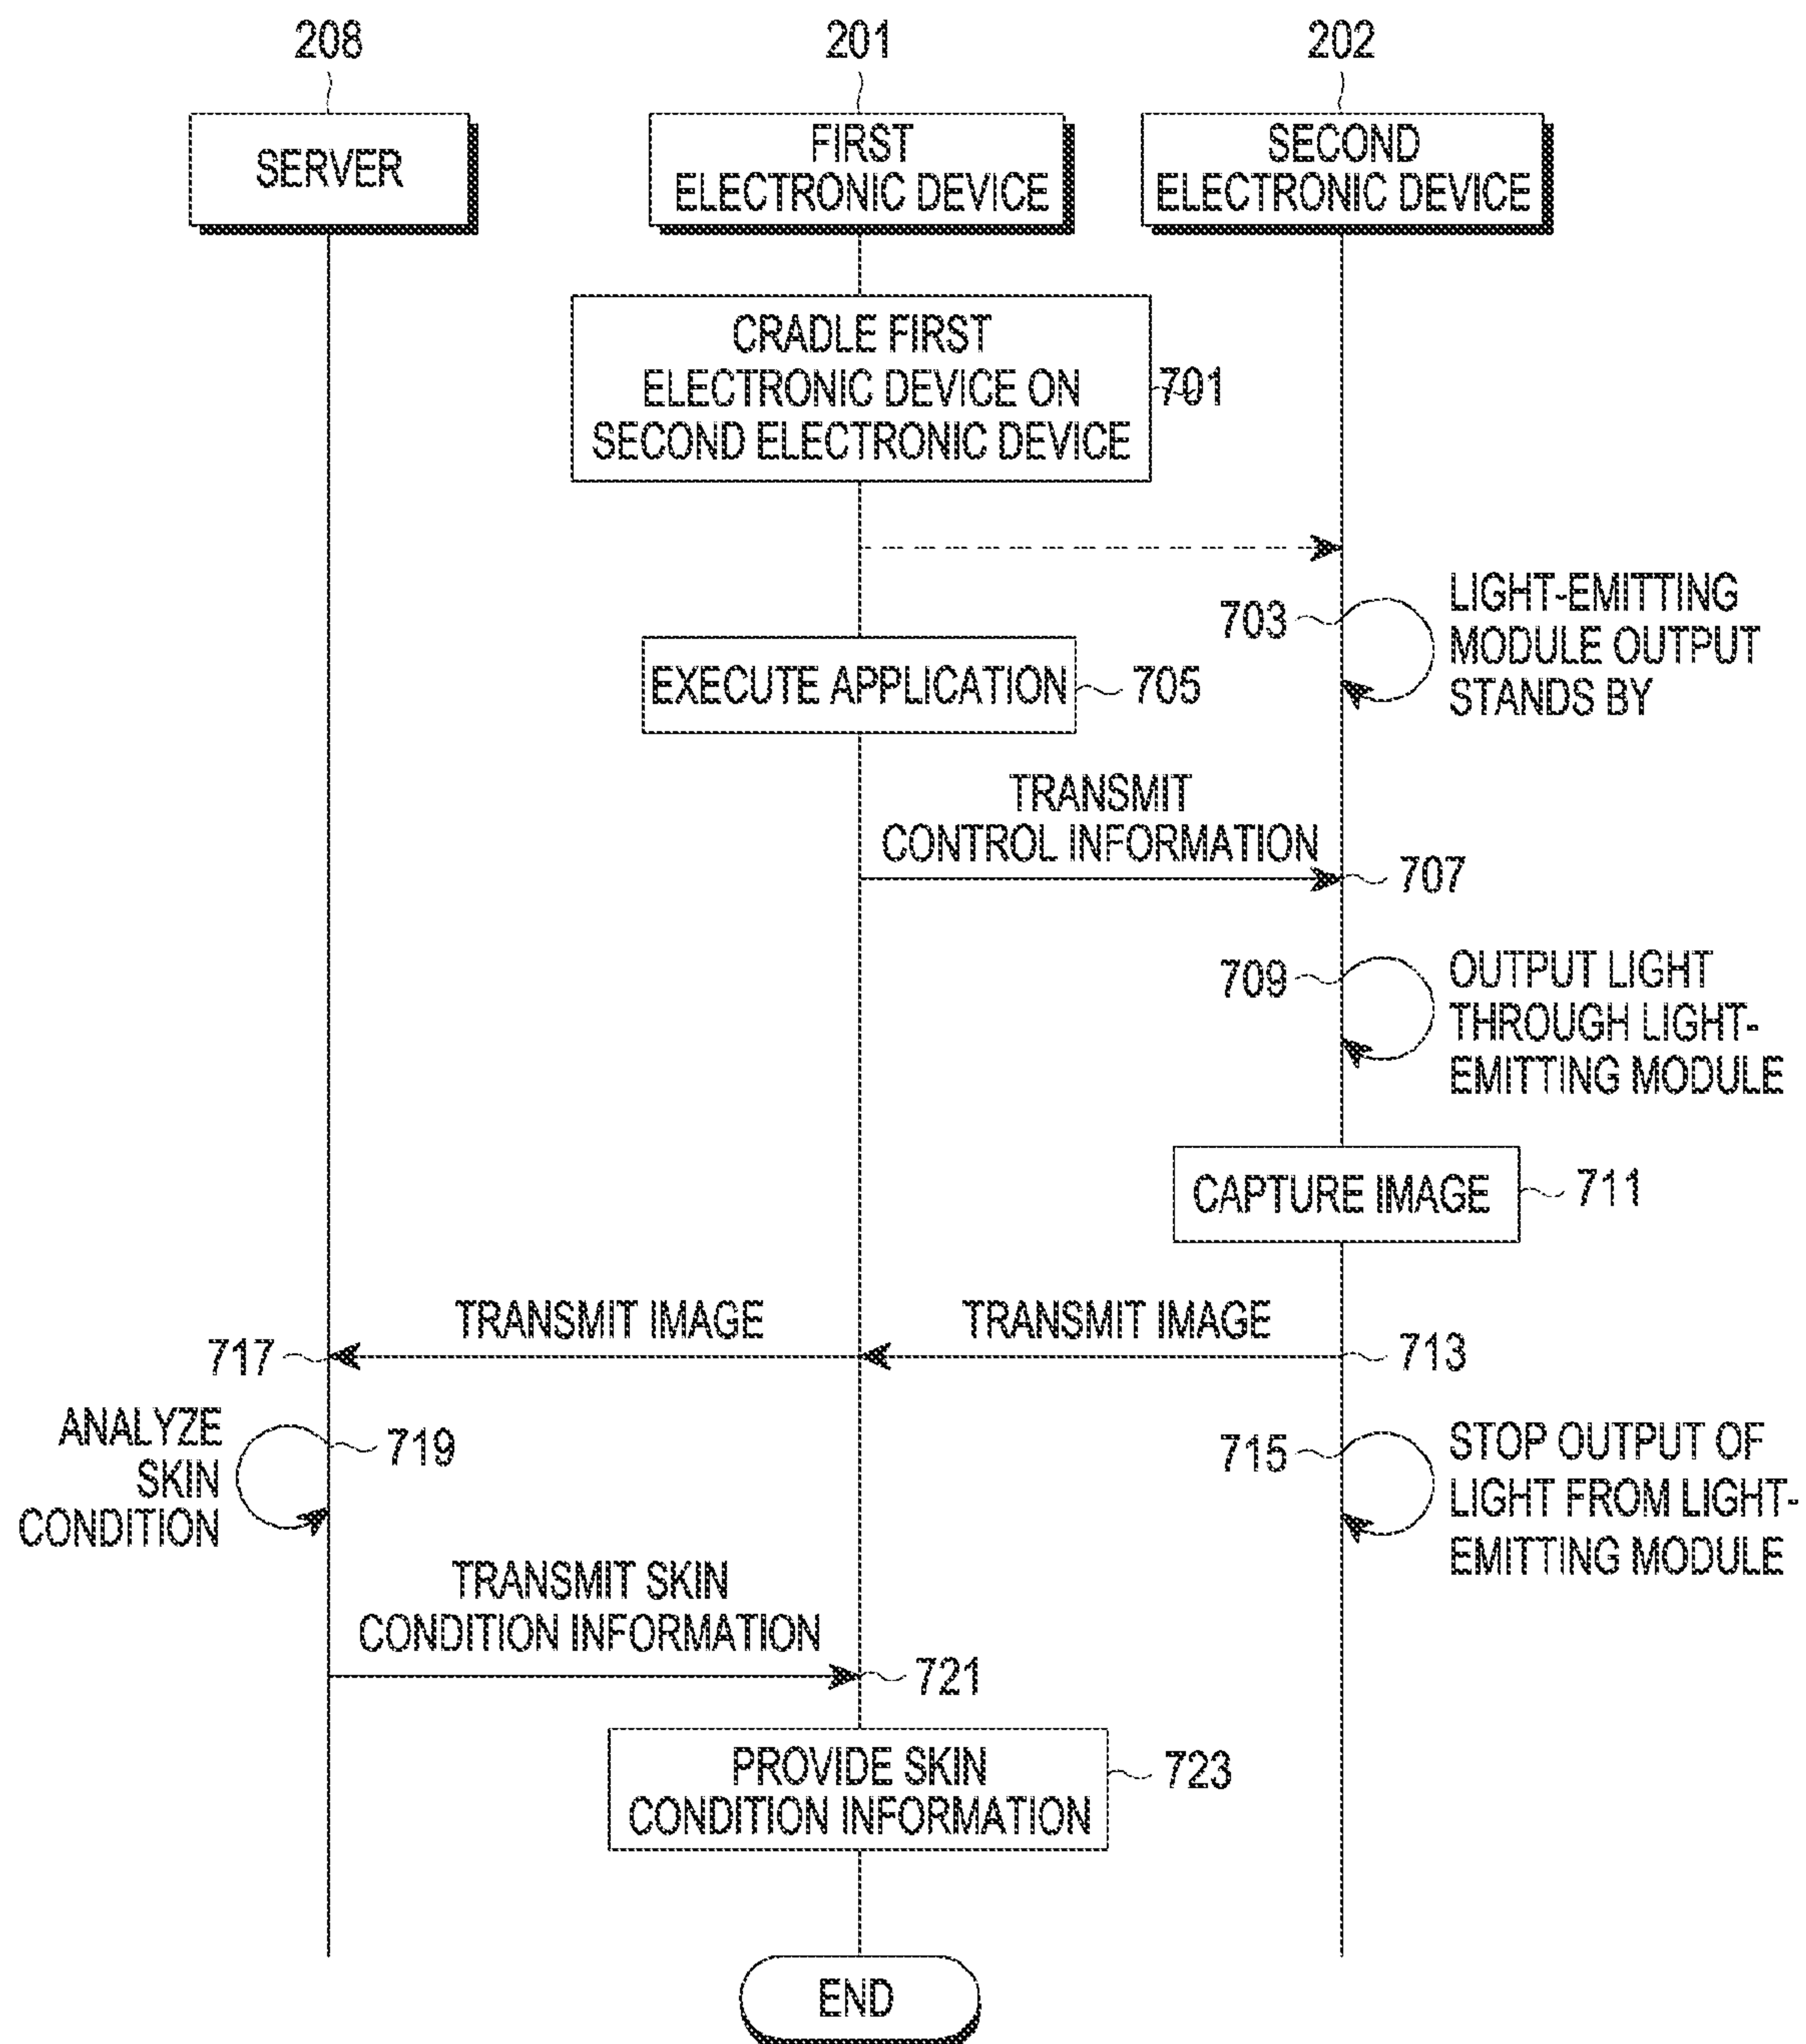 208
201
202
SERVER
FIRST
ELECTRONIC DEVICE
SECOND
ELECTRONIC DEVICE
CRADLE FIRST
ELECTRONIC DEVICE ON
SECOND ELECTRONIC DEVICE
701
703
LIGHT-EMITTING
MODULE OUTPUT
STANDS BY
EXECUTE APPLICATION
705
TRANSMIT
CONTROL INFORMATION
707
709
OUTPUT LIGHT
THROUGH LIGHT-
EMITTING MODULE
CAPTURE IMAGE
711
TRANSMIT IMAGE
TRANSMIT IMAGE
717
713
ANALYZE
SKIN
CONDITION
719
715
STOP OUTPUT OF
LIGHT FROM LIGHT-
EMITTING MODULE
TRANSMIT SKIN
CONDITION INFORMATION
721
PROVIDE SKIN
CONDITION INFORMATION
723
END